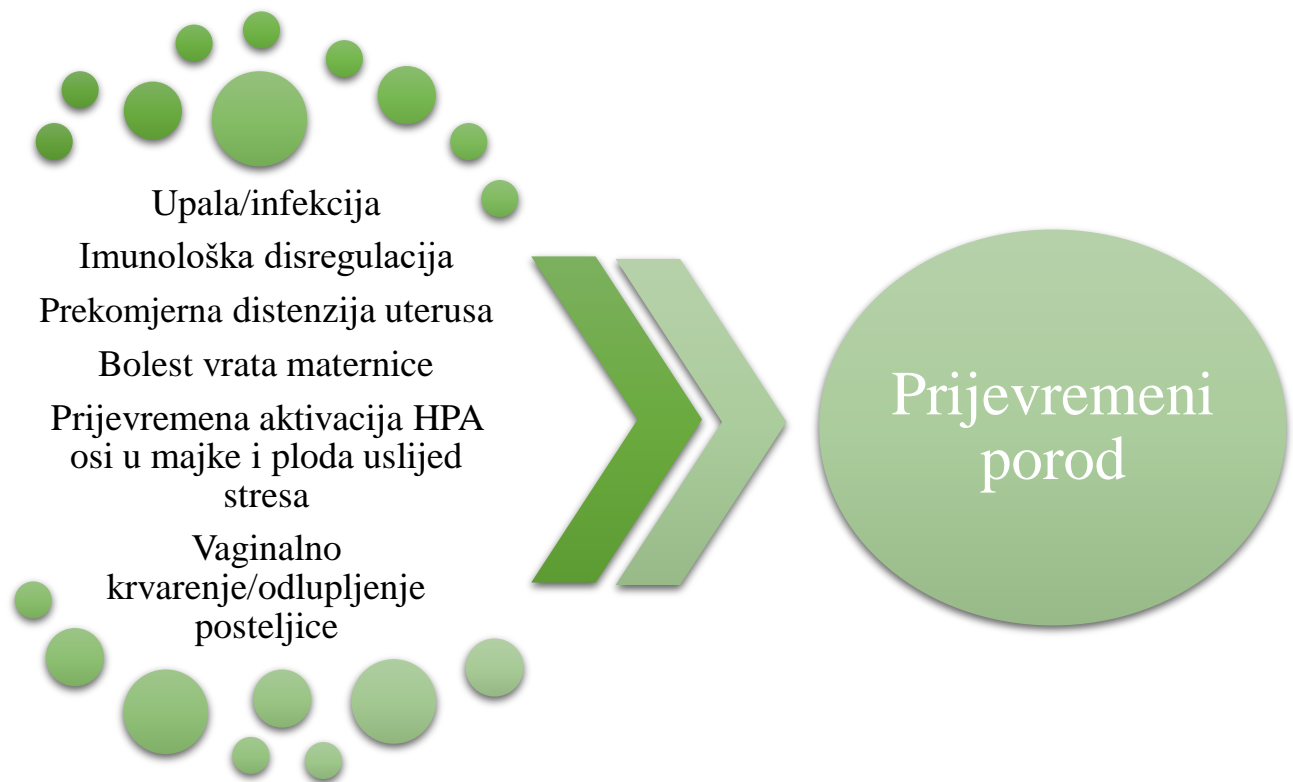 Upala/infekcija
Imunološka disregulacija
Prekomjerna distenzija uterusa
Bolest vrata maternice
Prijevremena aktivacija HPA
osi u majke i ploda uslijed
stresa
Vaginalno
krvarenje/odlupljenje
posteljice
Prijevremeni
porod